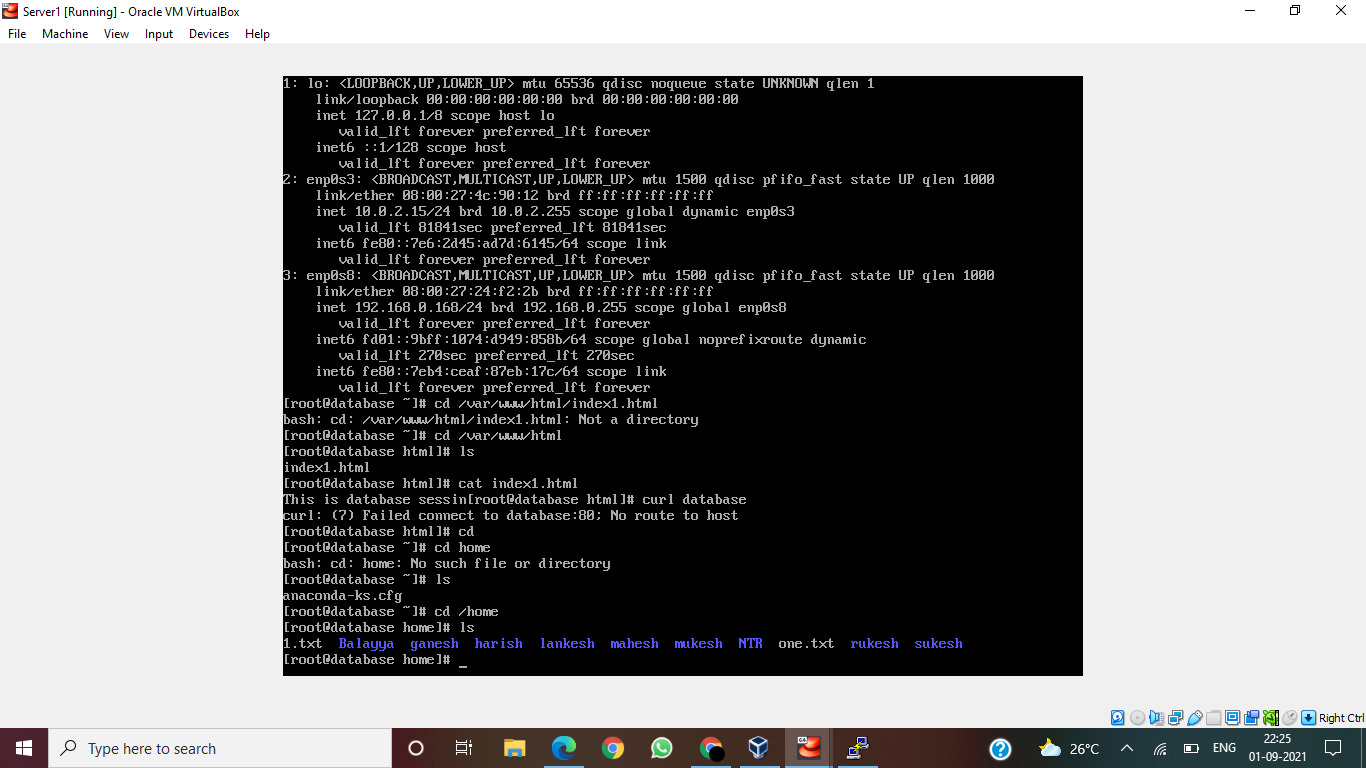 Server1 [Running] - Oracle VM VirtualBox
File Machine View Input Devices Help
1: lo: <LOOPBACK,UP,LOWER_UP> mtu 65536 qdisc noqueue state UNKNOWN qlen 1
    link/loopback 00:00:00:00:00:00 brd 00:00:00:00:00:00
    inet 127.0.0.1/8 scope host lo
       valid_lft forever preferred_lft forever
    inet6 ::1/128 scope host
       valid_lft forever preferred_lft forever
2: enp0s3: <BROADCAST,MULTICAST,UP,LOWER_UP> mtu 1500 qdisc pfifo_fast state UP qlen 1000
    link/ether 08:00:27:4c:90:12 brd ff:ff:ff:ff:ff:ff
    inet 10.0.2.15/24 brd 10.0.2.255 scope global dynamic enp0s3
       valid_lft 81841sec preferred_lft 81841sec
    inet6 fe80::7e6:2d45:ad7d:6145/64 scope link
       valid_lft forever preferred_lft forever
3: enp0s8: <BROADCAST,MULTICAST,UP,LOWER_UP> mtu 1500 qdisc pfifo_fast state UP qlen 1000
    link/ether 08:00:27:24:f2:2b brd ff:ff:ff:ff:ff:ff
    inet 192.168.0.168/24 brd 192.168.0.255 scope global enp0s8
       valid_lft forever preferred_lft forever
    inet6 fd01::9bff:1074:d949:858b/64 scope global noprefixroute dynamic
       valid_lft 270sec preferred_lft 270sec
    inet6 fe80::7eb4:ceaf:87eb:17c/64 scope link
       valid_lft forever preferred_lft forever
[root@database ~]# cd /var/www/html/index1.html
bash: cd: /var/www/html/index1.html: Not a directory
[root@database ~]# cd /var/www/html
[root@database html]# ls
index1.html
[root@database html]# cat index1.html
This is database sessin[root@database html]# curl database
curl: (7) Failed connect to database:80; No route to host
[root@database html]# cd
[root@database ~]# cd home
bash: cd: home: No such file or directory
[root@database ~]# ls
anaconda-ks.cfg
[root@database ~]# cd /home
[root@database home]# ls
1.txt  Balayya  ganesh  harish  lankesh  mahesh  mukesh  NTR  one.txt  rukesh  sukesh
[root@database home]# _
Right Ctrl
Type here to search
64
26°C
ENG
22:25
01-09-2021